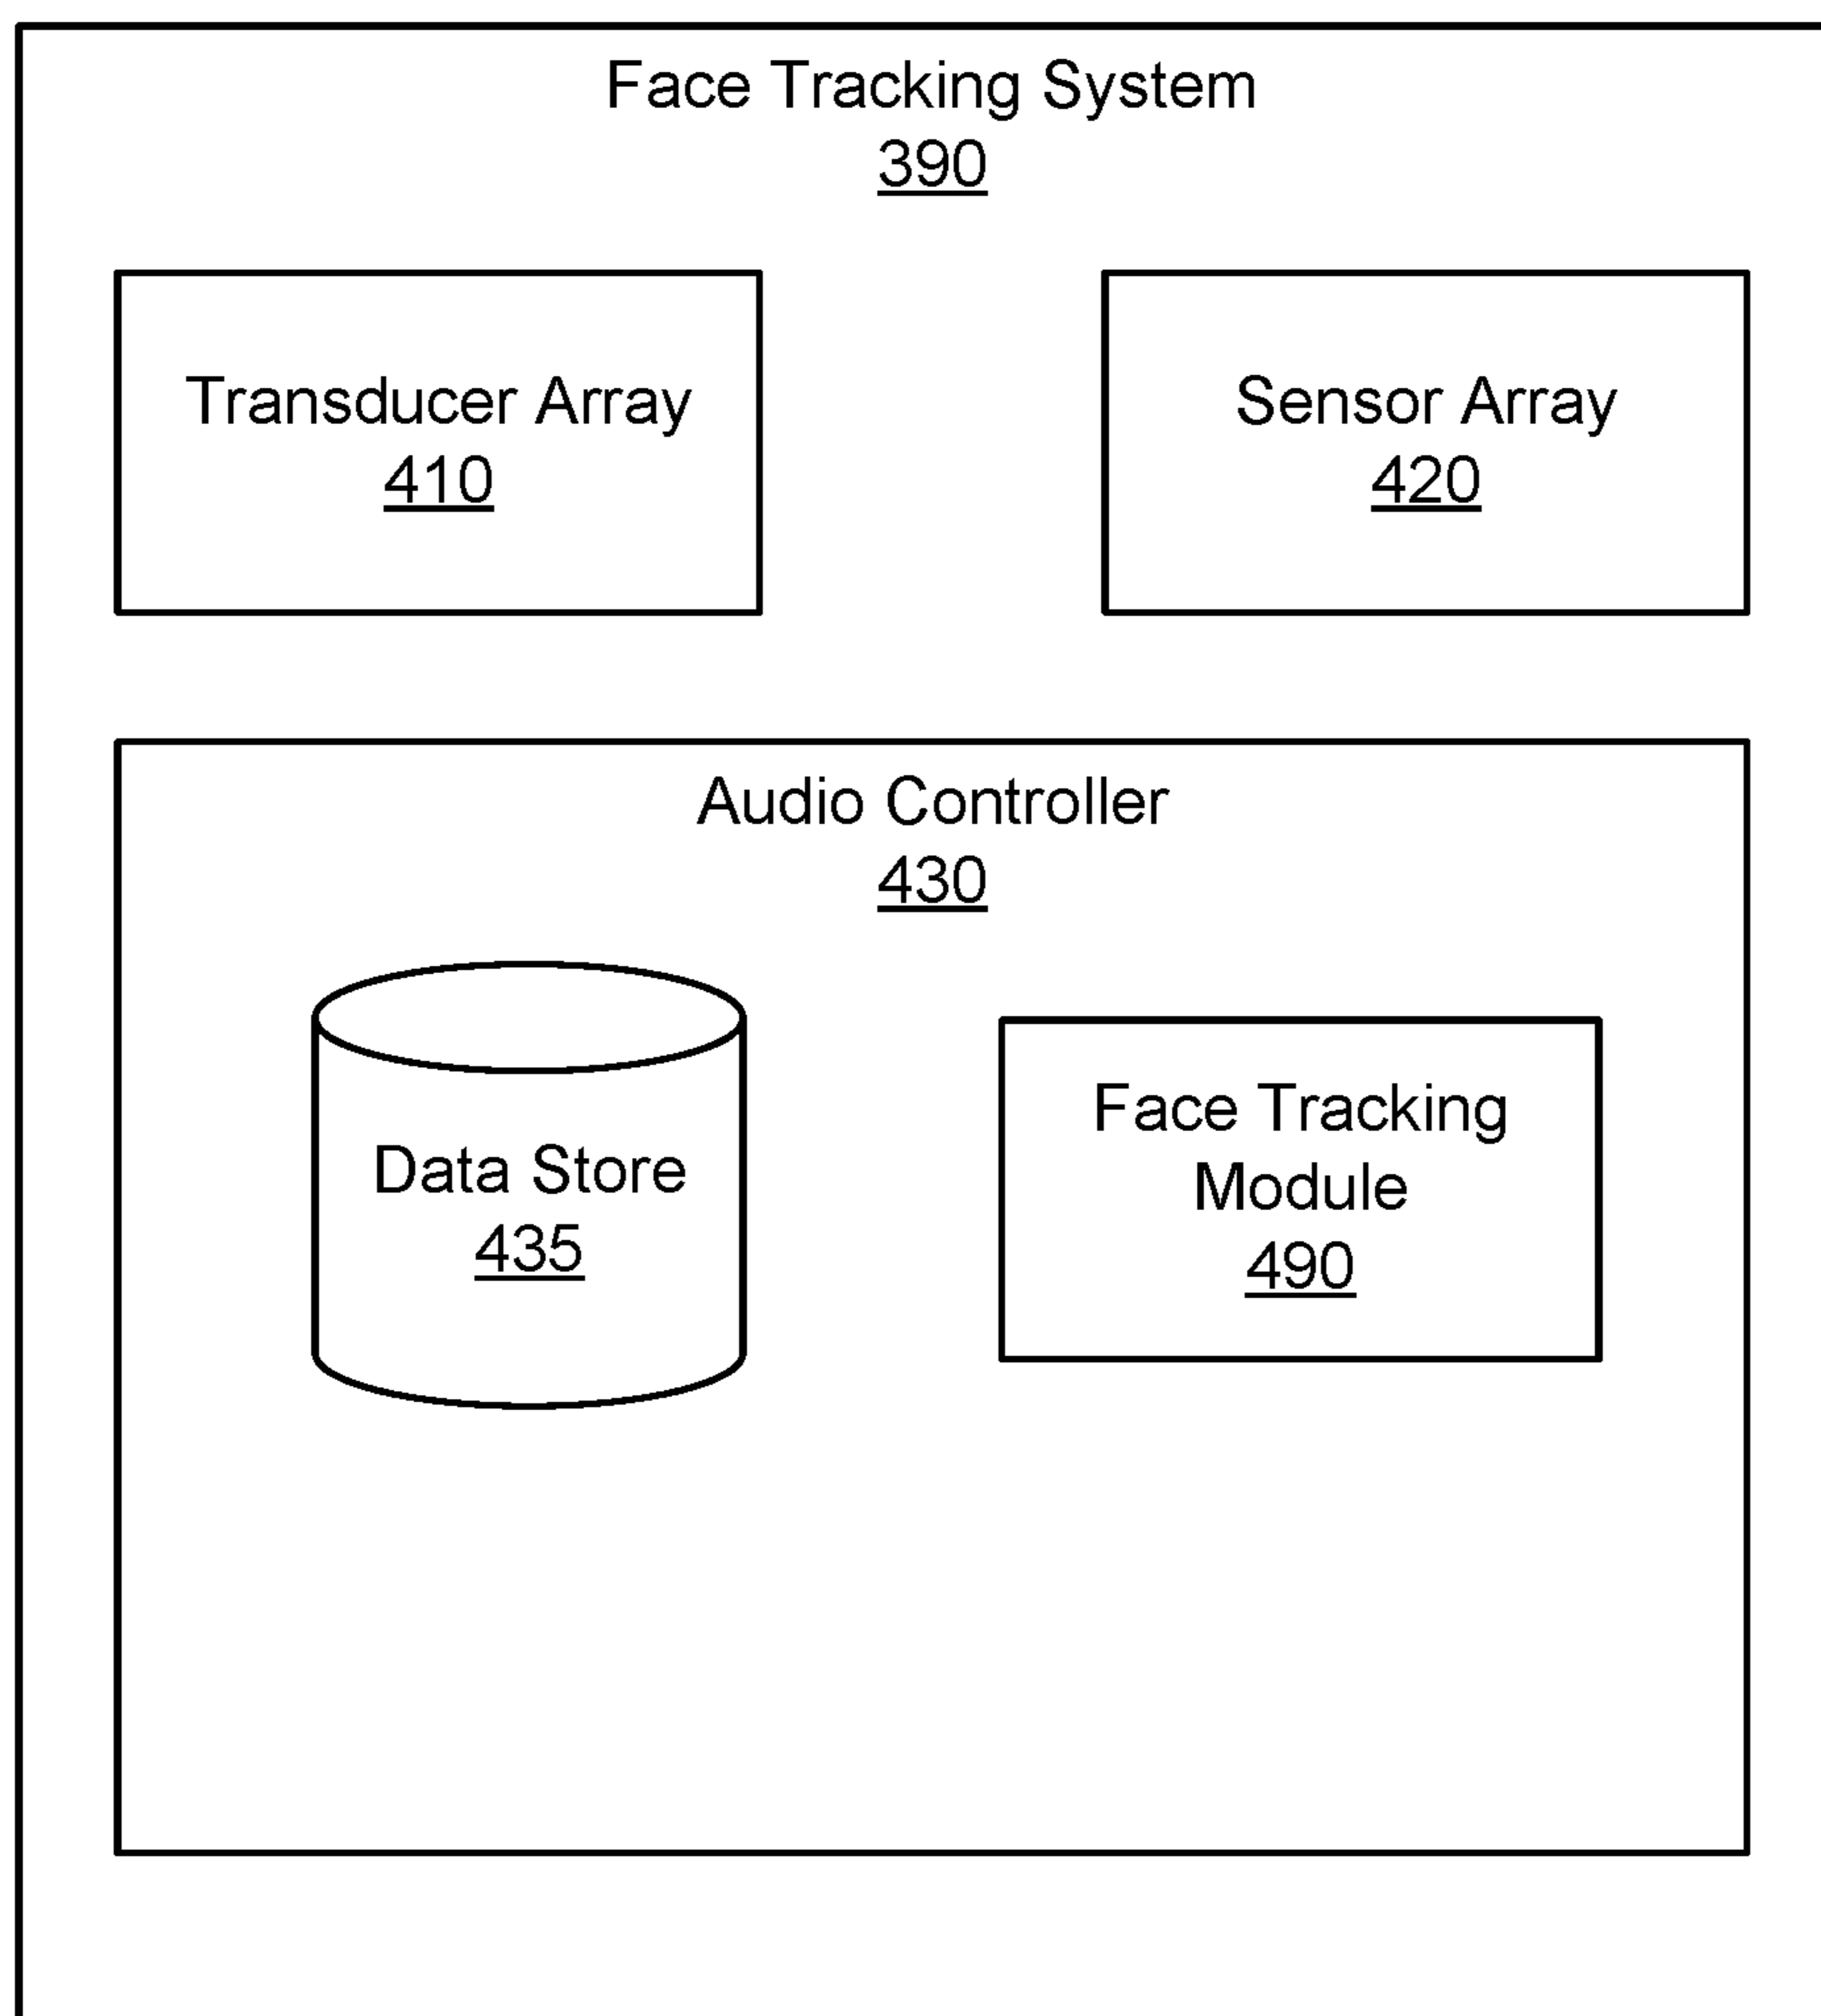 Face Tracking System
390
Transducer Array
410
Sensor Array
420
Audio Controller
430
Data Store
435
Face Tracking
Module
490